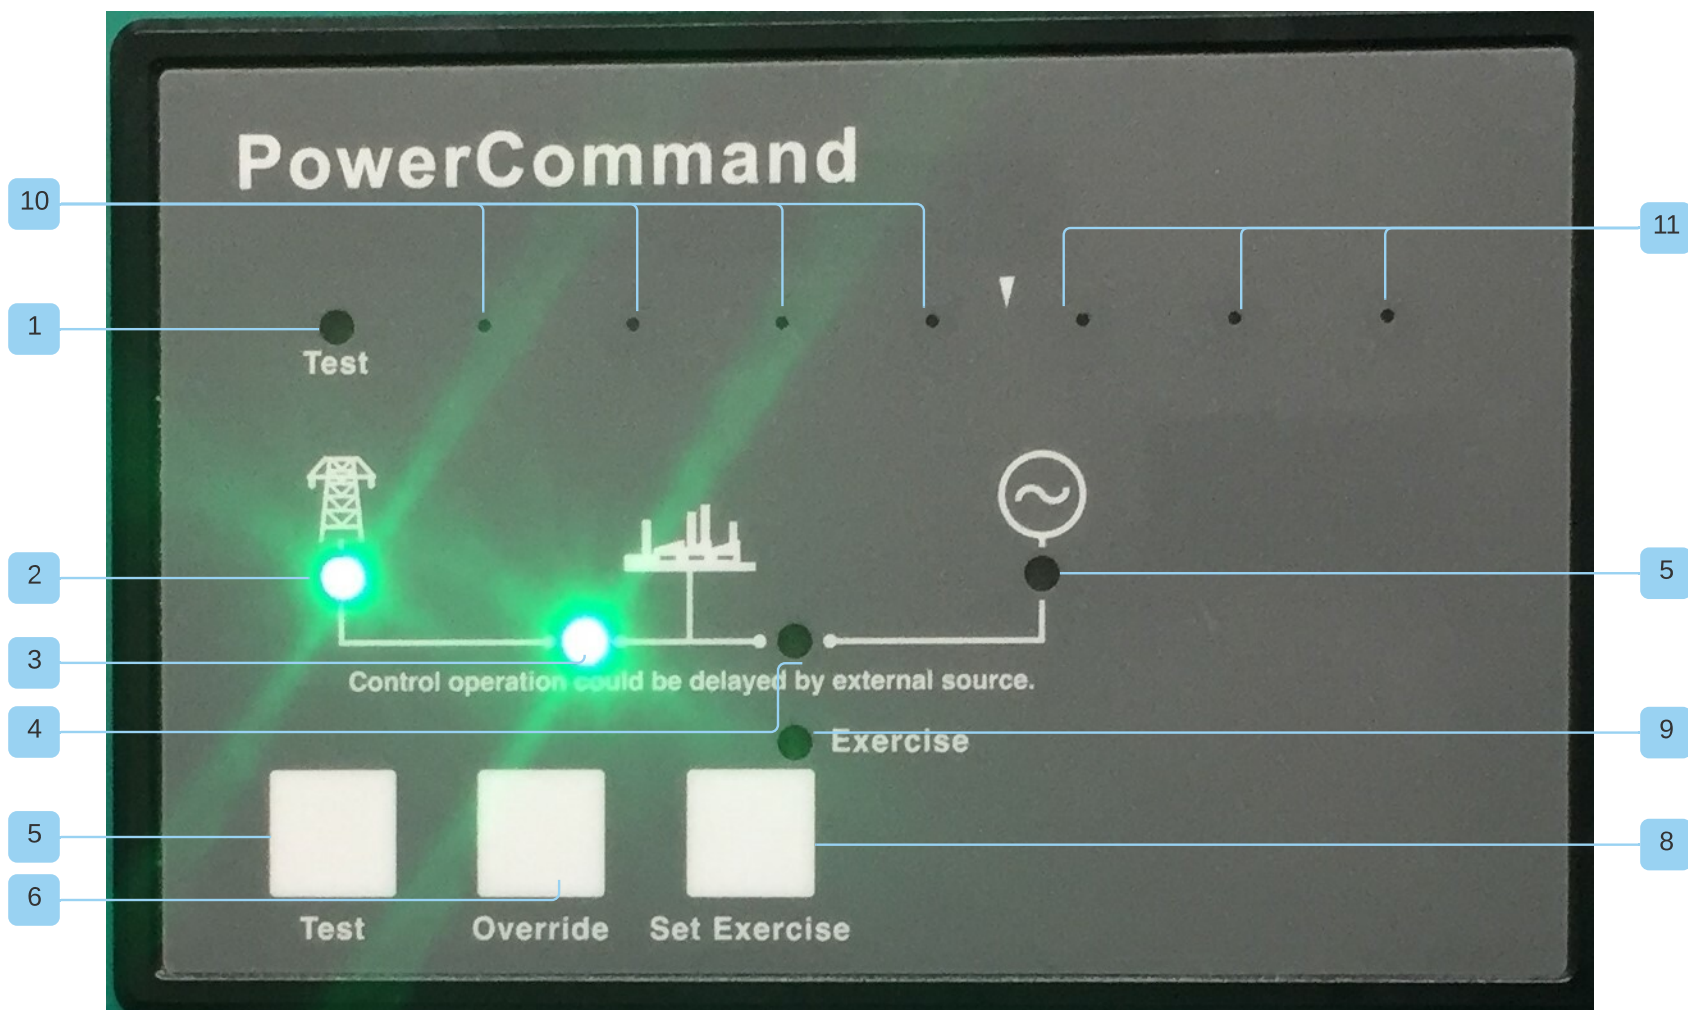 PowerCommand
10
11
1
Test
2
5
3
Control operation could be delayed by external source.
4
Exercise
9
5
8
6
Test Override Set Exercise